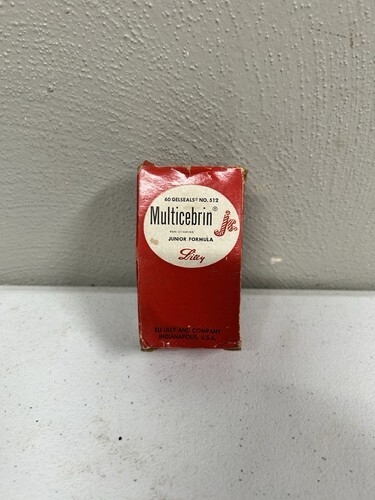 60 GELSEALS® NO. 512
Multicebrin® Jr.
JUNIOR FORMULA
Lilly
ELI LILLY AND COMPANY
INDIANAPOLIS, U.S.A.